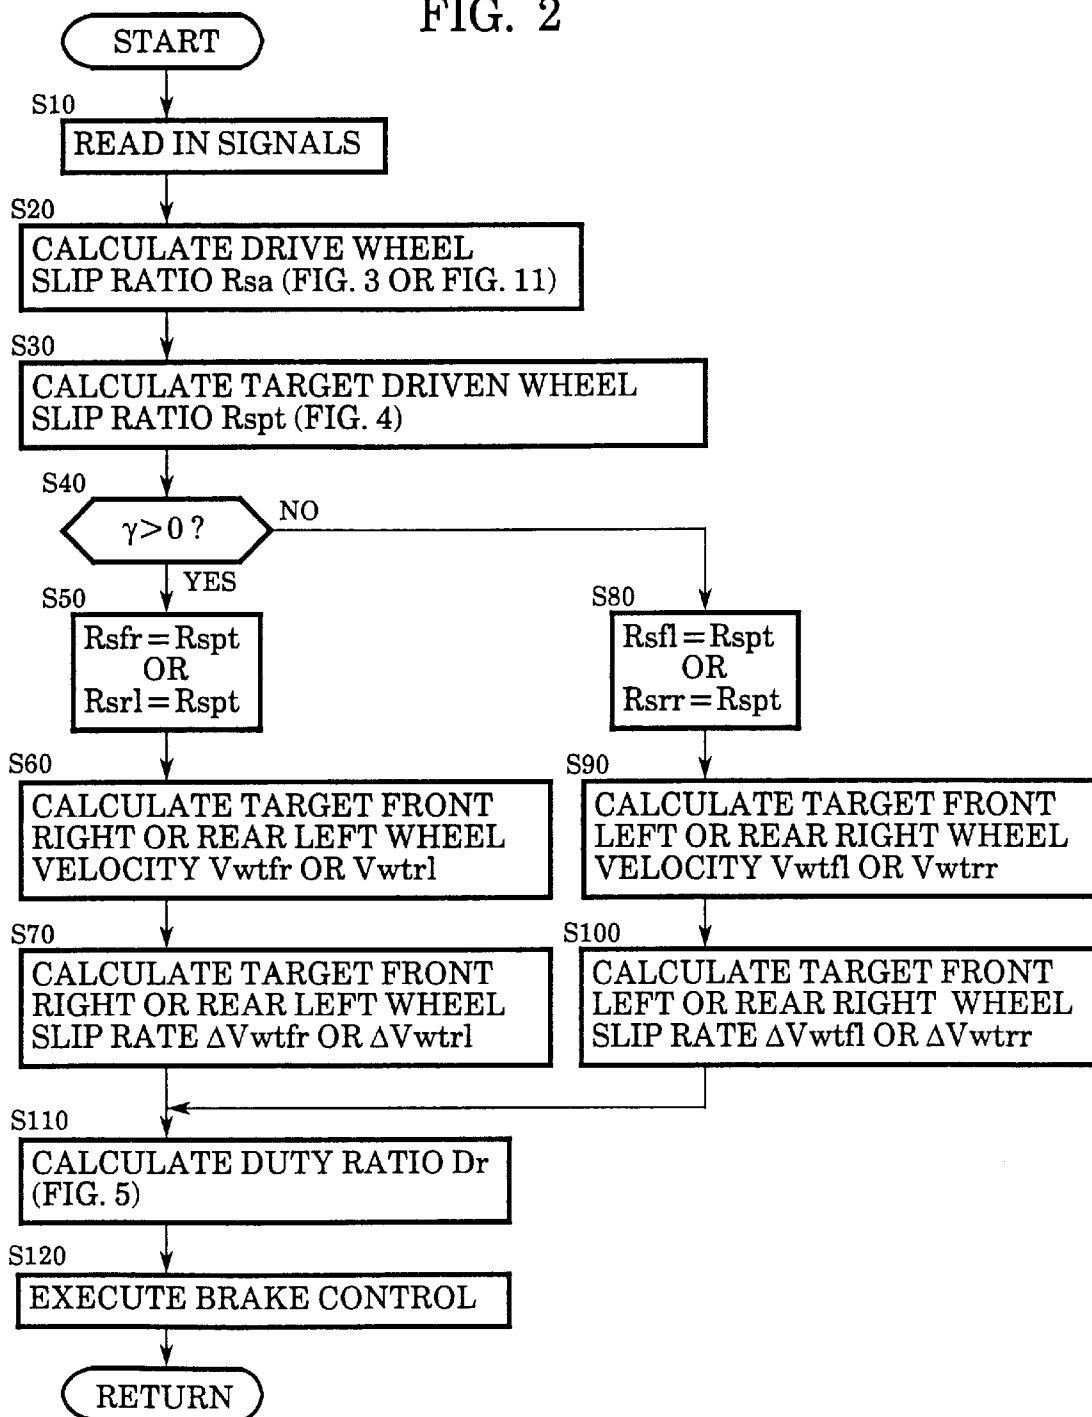 FIG. 2
START
S10
READ IN SIGNALS
S20
CALCULATE DRIVE WHEEL
SLIP RATIO Rsa (FIG. 3 OR FIG. 11)
S30
CALCULATE TARGET DRIVEN WHEEL
SLIP RATIO Rspt (FIG. 4)
S40
γ>0 ?
NO
YES
S50
Rsfr = Rspt
OR
Rsrl = Rspt
S80
Rsfl = Rspt
OR
Rsrr = Rspt
S60
CALCULATE TARGET FRONT
RIGHT OR REAR LEFT WHEEL
VELOCITY Vwtfr OR Vwtrl
S90
CALCULATE TARGET FRONT
LEFT OR REAR RIGHT WHEEL
VELOCITY Vwtfl OR Vwtrr
S70
CALCULATE TARGET FRONT
RIGHT OR REAR LEFT WHEEL
SLIP RATE ΔVwtfr OR ΔVwtrl
S100
CALCULATE TARGET FRONT
LEFT OR REAR RIGHT WHEEL
SLIP RATE ΔVwtfl OR ΔVwtrr
S110
CALCULATE DUTY RATIO Dr
(FIG. 5)
S120
EXECUTE BRAKE CONTROL
RETURN